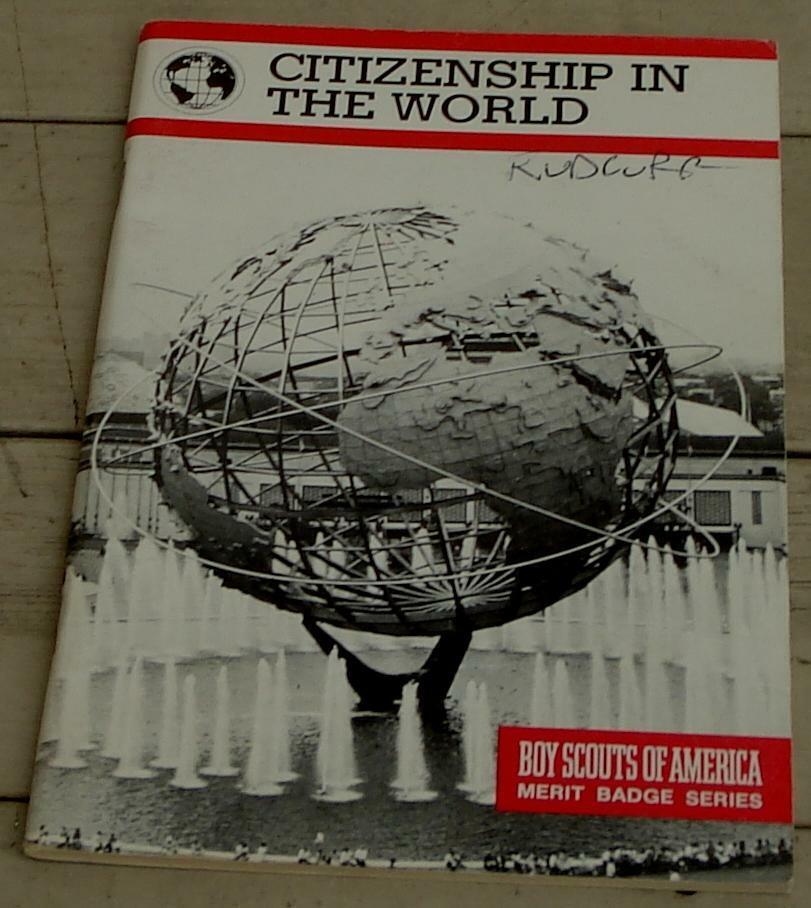 CITIZENSHIP IN
THE WORLD
BOY SCOUTS OF AMERICA
MERIT BADGE SERIES